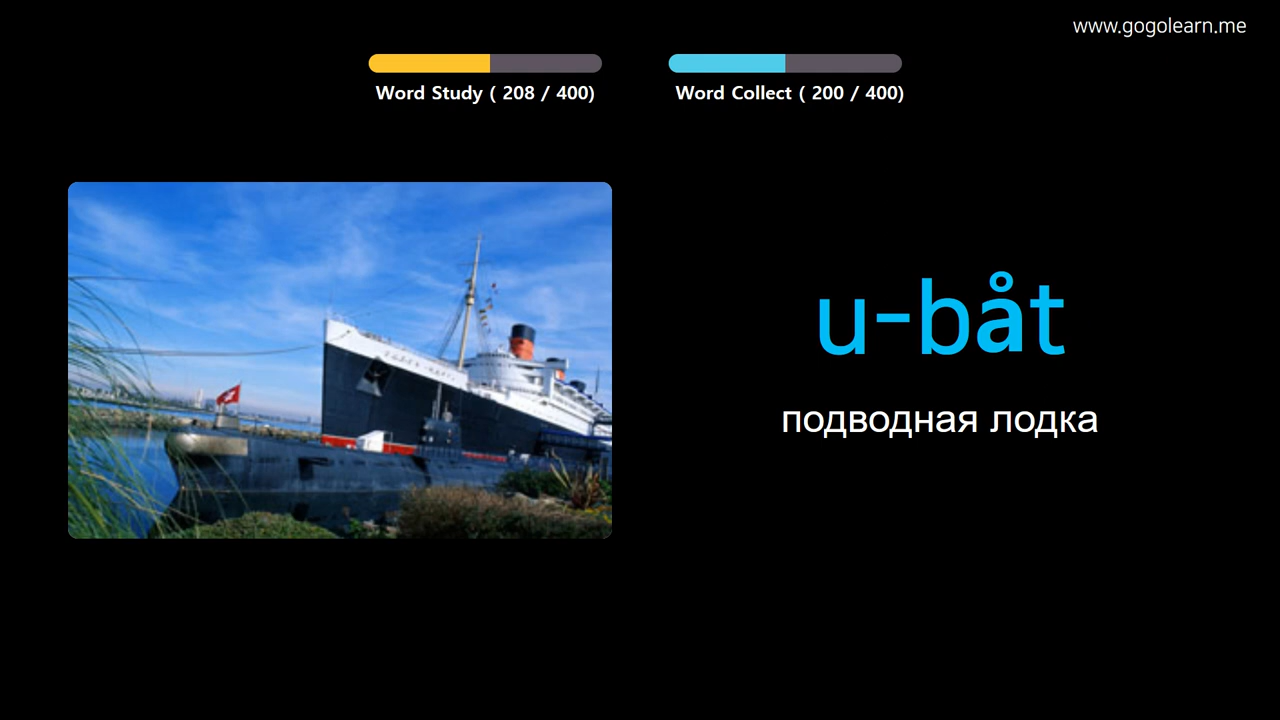 www.gogolearn.me
Word Study ( 208 / 400)
Word Collect ( 200 / 400)
u-båt
подводная лодка